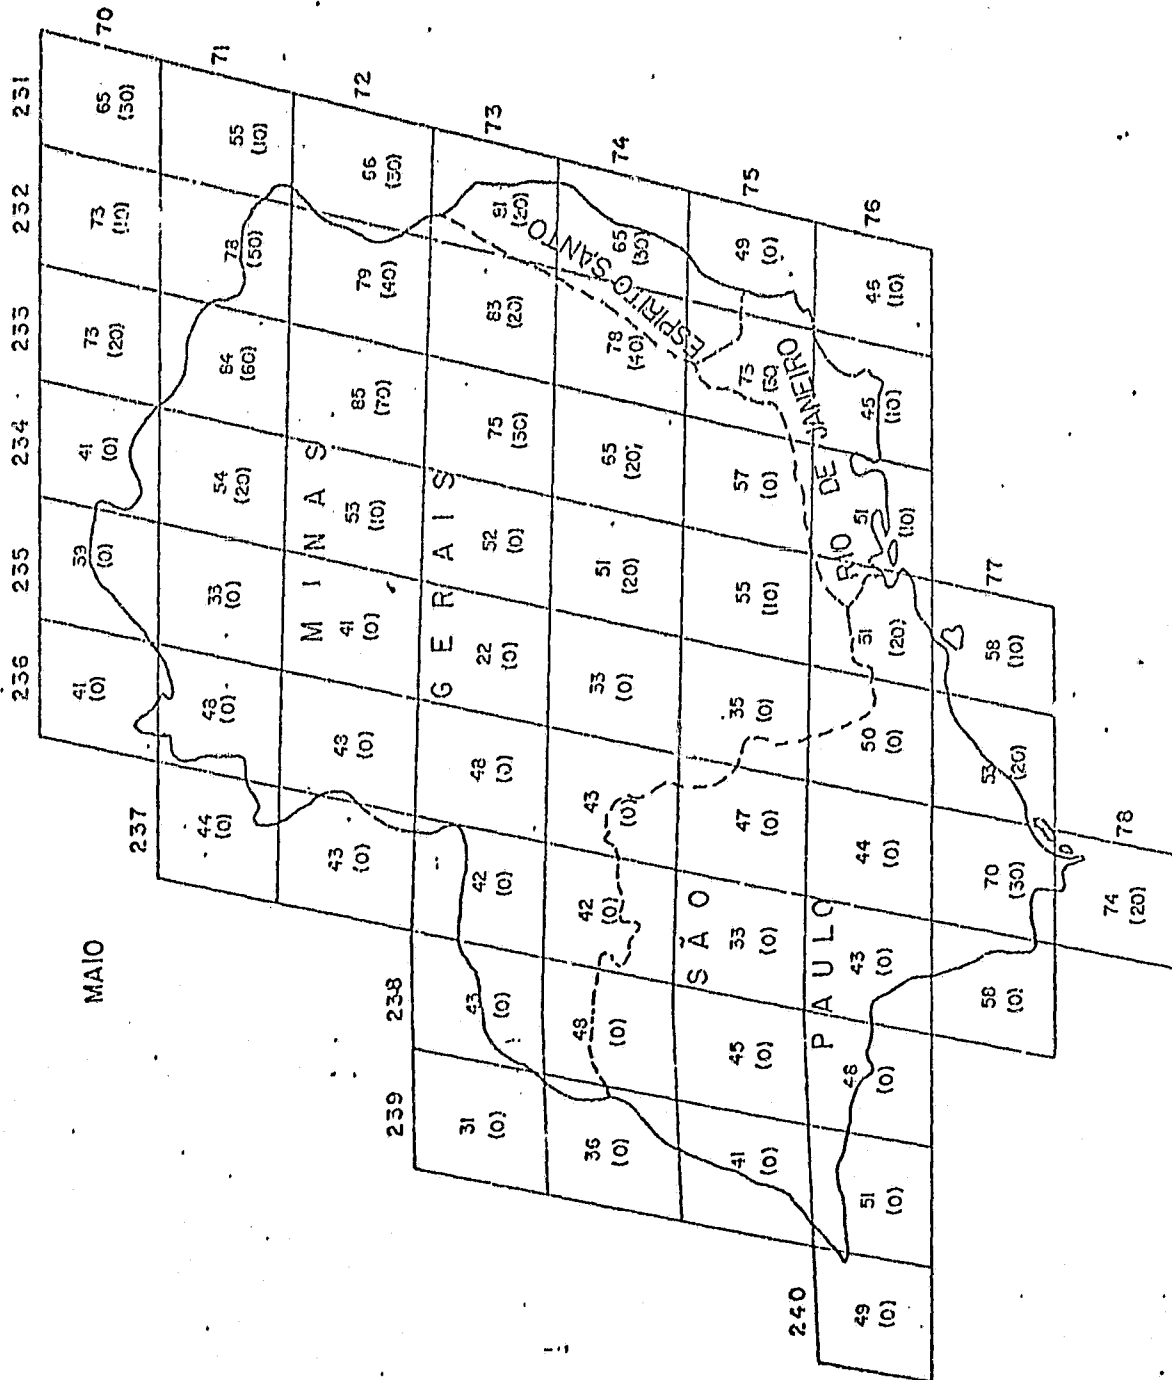 MAIO
236 235 234 233 232 231
41 39 41 73 73 65 70
(0) (0) (0) (20) (10) (30)
237
44 48 33 54 84 78 55 71
(0) (0) (0) (20) (60) (50) (10)
MINAS
43 43 41 53 85 79 66 72
(0) (0) (0) (10) (70) (40) (30)
239 238
GERAIS
31 43 42 48 22 52 75 83 81 73
(0) (0) (0) (0) (0) (0) (30) (20) (20)
ESPIRITO SANTO
36 48 42 43 33 51 65 78 65 74
(0) (0) (0) (0) (0) (20) (20) (40) (30)
SÃO
41 45 33 47 35 55 57 73 49 75
(0) (0) (0) (0) (0) (10) (0) (30) (0)
240
PAULO
RIO DE JANEIRO
49 51 48 43 44 50 51 51 45 46 76
(0) (0) (0) (0) (0) (0) (20) (10) (10) (10)
58 70 53 58 77
(0) (30) (20) (10)
74 78
(20)